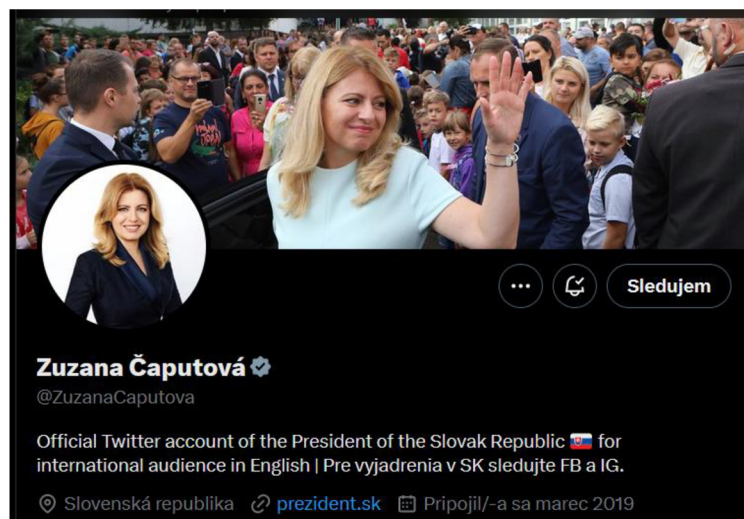 Sledujem
Zuzana Čaputová
@ZuzanaCaputova
Official Twitter account of the President of the Slovak Republic 🇸🇰 for
international audience in English | Pre vyjadrenia v SK sledujte FB a IG.
Slovenská republika prezident.sk Pripojil/-a sa marec 2019